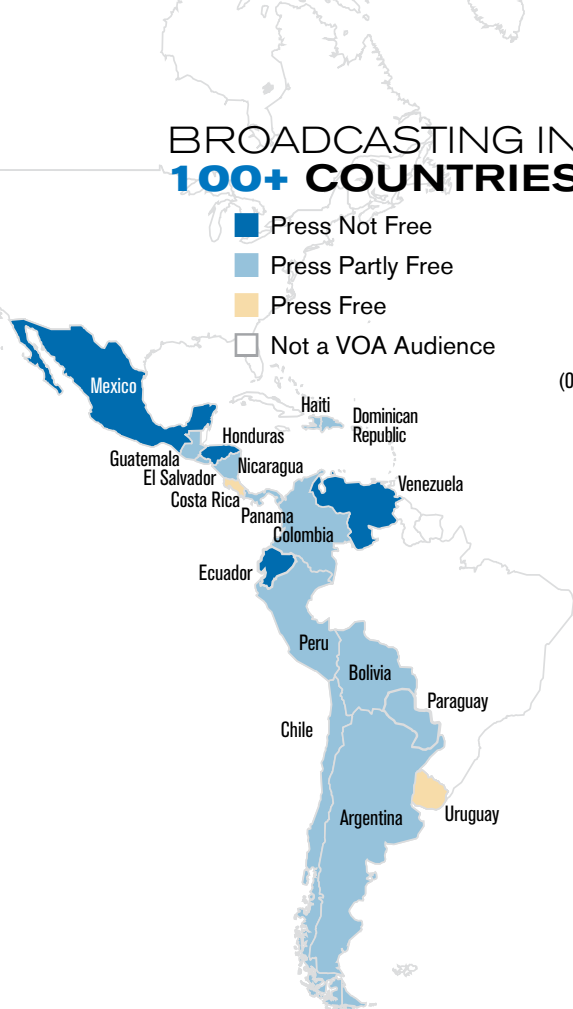 BROADCASTING IN
100+ COUNTRIES
Press Not Free
Press Partly Free
Press Free
Not a VOA Audience
(0
Mexico
Haiti
Dominican
Republic
Honduras
Guatemala
Nicaragua
El Salvador
Costa Rica
Venezuela
Panama
Colombia
Ecuador
Peru
Bolivia
Paraguay
Chile
Argentina
Uruguay